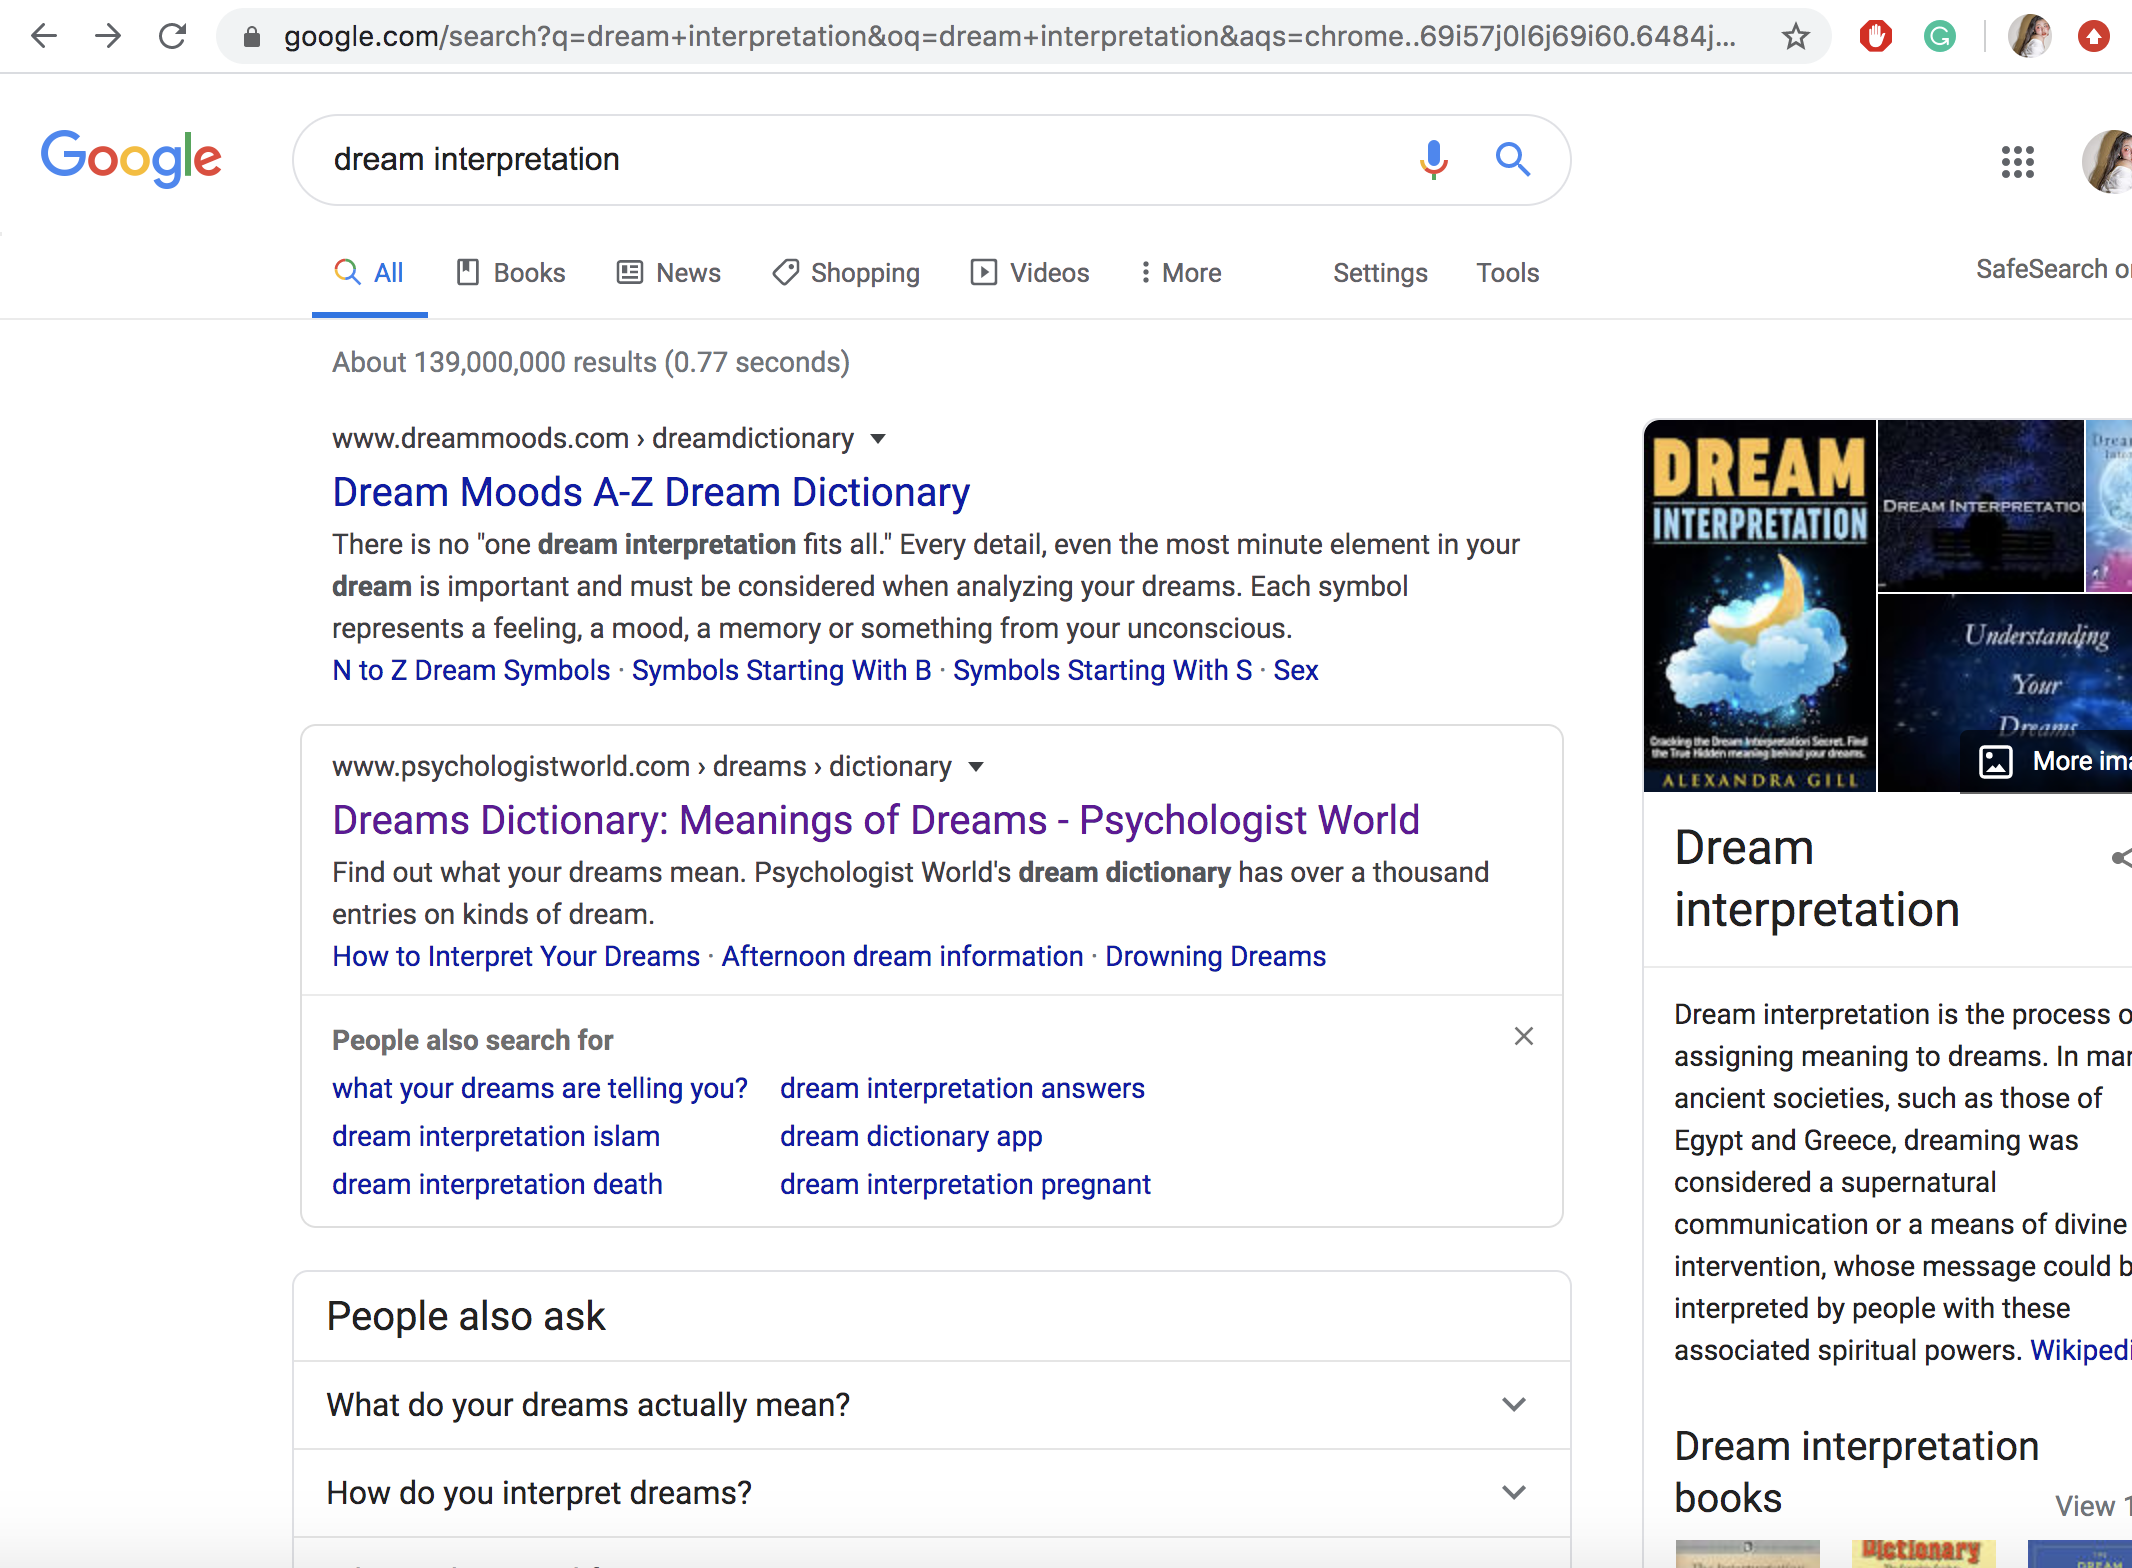 google.com/search?q=dream+interpretation&oq=dream+interpretation&aqs=chrome..69i57j0l6j69i60.6484j...
Google
dream interpretation
All
Books
News
Shopping
Videos
More
Settings
Tools
SafeSearch
About 139,000,000 results (0.77 seconds)
www.dreammoods.com › dreamdictionary
Dream Moods A-Z Dream Dictionary
There is no "one dream interpretation fits all." Every detail, even the most minute element in your
dream is important and must be considered when analyzing your dreams. Each symbol
represents a feeling, a mood, a memory or something from your unconscious.
N to Z Dream Symbols · Symbols Starting With B · Symbols Starting With S · Sex
www.psychologistworld.com › dreams › dictionary
Dreams Dictionary: Meanings of Dreams - Psychologist World
Find out what your dreams mean. Psychologist World's dream dictionary has over a thousand
entries on kinds of dream.
How to Interpret Your Dreams · Afternoon dream information · Drowning Dreams
People also search for
what your dreams are telling you?
dream interpretation answers
dream interpretation islam
dream dictionary app
dream interpretation death
dream interpretation pregnant
People also ask
What do your dreams actually mean?
How do you interpret dreams?
DREAM
INTERPRETATION
Cracking the Dream Interpretation Secret. Find
the True Hidden meaning behind your dreams.
ALEXANDRA GILL
DREAM INTERPRETATIO
Understanding
Your
Dreams
More ima
Dream
interpretation
Dream interpretation is the process o
assigning meaning to dreams. In man
ancient societies, such as those of
Egypt and Greece, dreaming was
considered a supernatural
communication or a means of divine
intervention, whose message could b
interpreted by people with these
associated spiritual powers. Wikipedi
Dream interpretation
books
View 1
Dictionary
DREAM